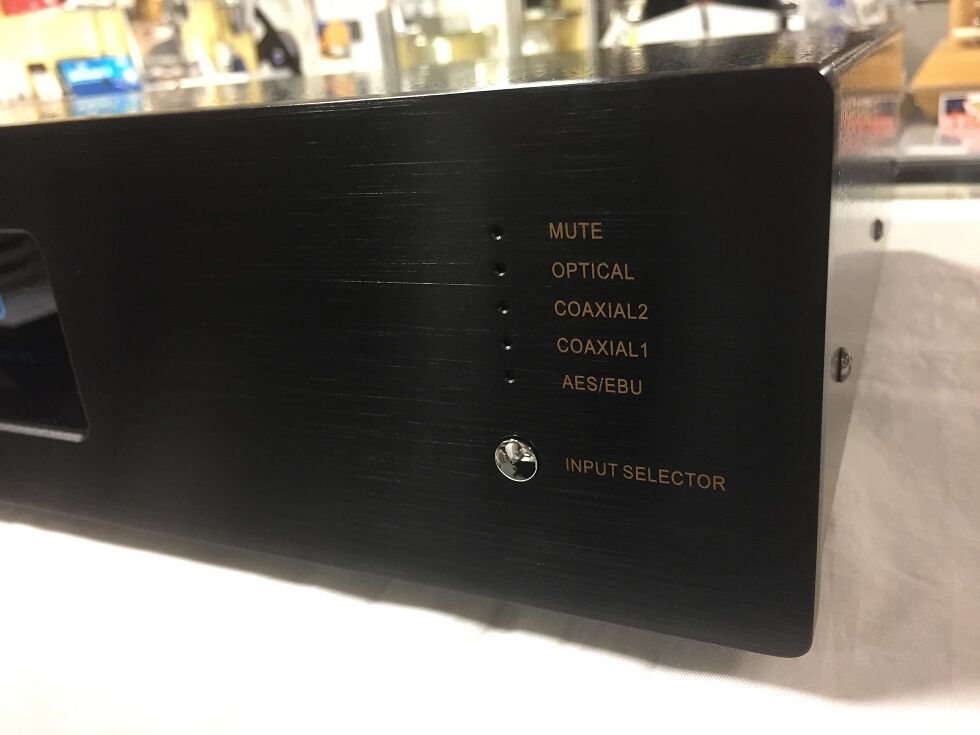 MUTE
OPTICAL
COAXIAL2
COAXIAL1
AES/EBU
INPUT SELECTOR